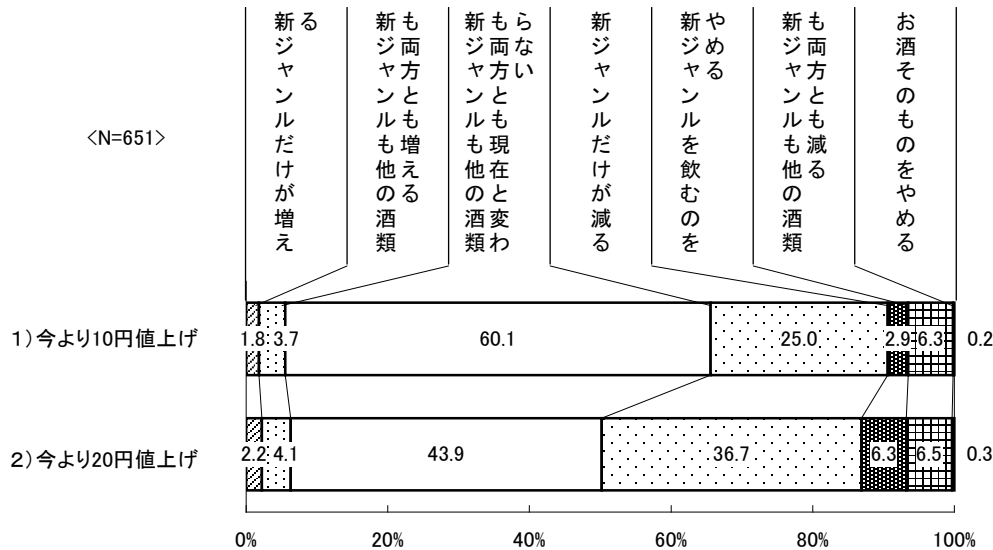 新ジャンルだけが増え
る
新ジャンルも他の酒類
も両方とも増える
新ジャンルも他の酒類
も両方とも現在と変わ
らない
新ジャンルだけが減る
新ジャンルを飲むのを
やめる
新ジャンルも他の酒類
も両方とも減る
お酒そのものをやめる
<N=651>
1)今より10円値上げ
1.8 3.7 60.1 25.0 2.9 6.3 0.2
2)今より20円値上げ
2.2 4.1 43.9 36.7 6.3 6.5 0.3
0% 20% 40% 60% 80% 100%